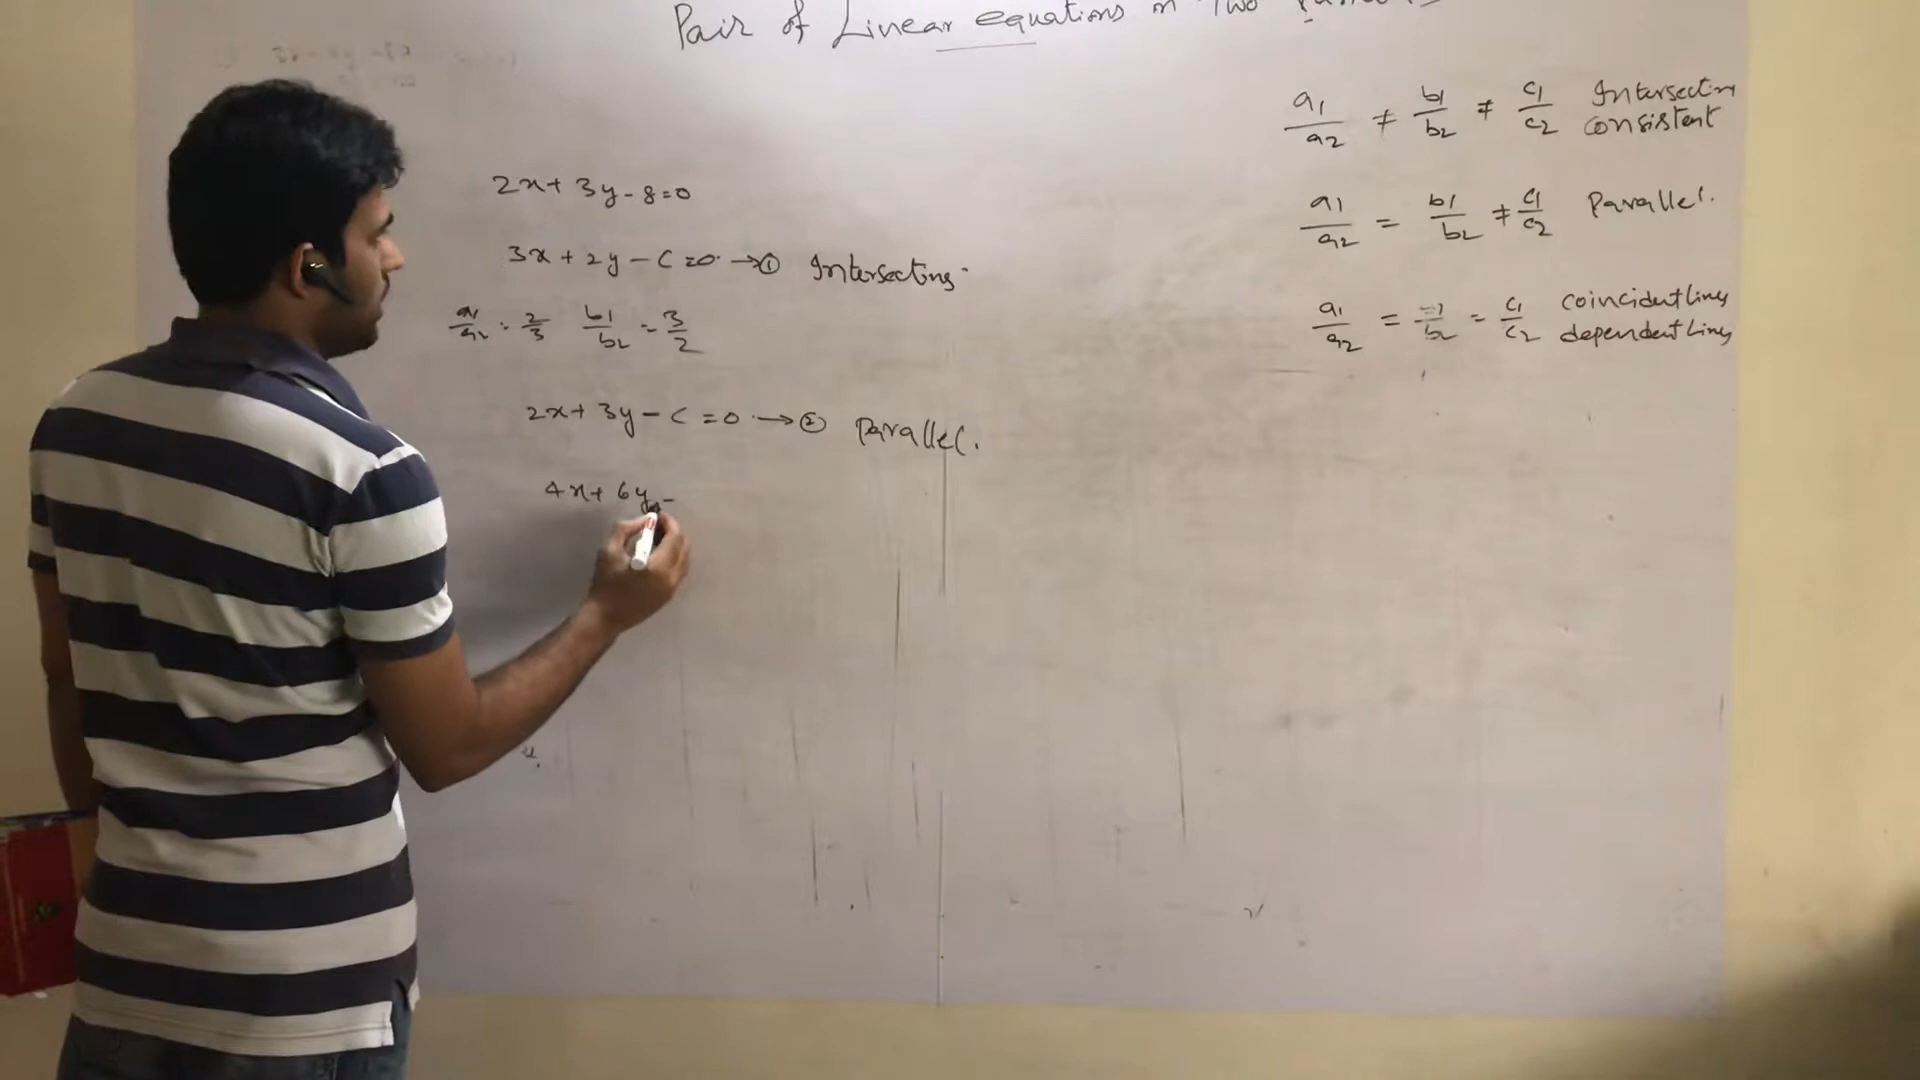 Pair of Linear equations in Two
2x + 3y - 8 = 0
3x + 2y - c = 0 → ① Intersecting.
a1/a2 = 2/3 b1/b2 = 3/2
2x + 3y - c = 0 → ② Parallel.
4x + 6y -
a1/a2 ≠ b1/b2 ≠ c1/c2 Intersectin
consistent
a1/a2 = b1/b2 ≠ c1/c2 Parallel.
a1/a2 = /b2 = c1/c2 coincident lines
dependent lines